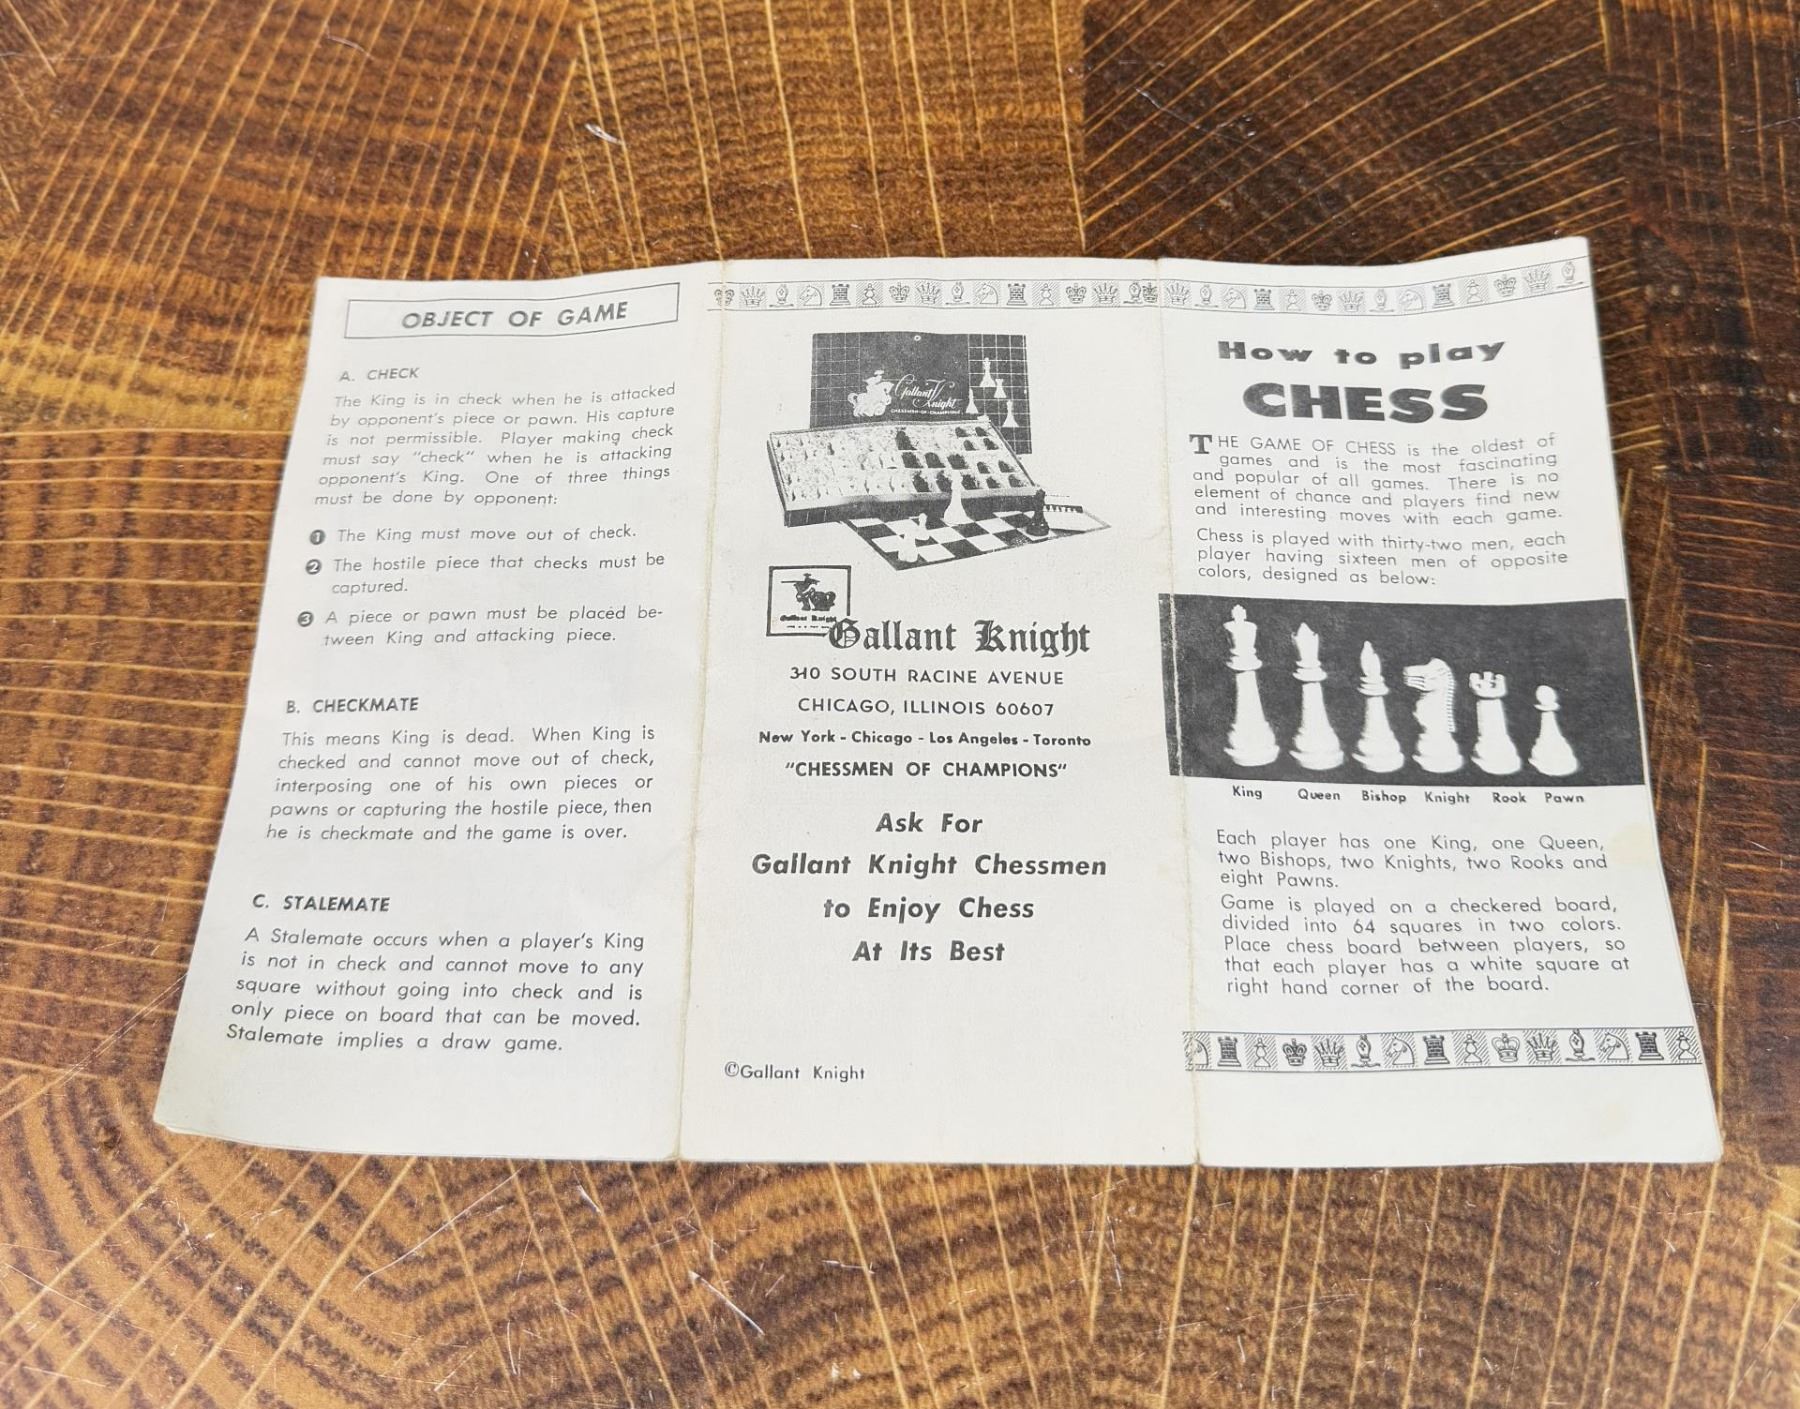 OBJECT OF GAME
A. CHECK
The King is in check when he is attacked
by opponent's piece or pawn. His capture
is not permissible. Player making check
must say "check" when he is attacking
opponent's King. One of three things
must be done by opponent:
1 The King must move out of check.
2 The hostile piece that checks must be
captured.
3 A piece or pawn must be placed be-
tween King and attacking piece.
B. CHECKMATE
This means King is dead. When King is
checked and cannot move out of check,
interposing one of his own pieces or
pawns or capturing the hostile piece, then
he is checkmate and the game is over.
C. STALEMATE
A Stalemate occurs when a player's King
is not in check and cannot move to any
square without going into check and is
only piece on board that can be moved.
Stalemate implies a draw game.
Gallant Knight
CHESSMEN-OF-CHAMPIONS
Gallant Knight
Gallant Knight
310 SOUTH RACINE AVENUE
CHICAGO, ILLINOIS 60607
New York - Chicago - Los Angeles - Toronto
"CHESSMEN OF CHAMPIONS"
Ask For
Gallant Knight Chessmen
to Enjoy Chess
At Its Best
©Gallant Knight
How to play
CHESS
THE GAME OF CHESS is the oldest of
games and is the most fascinating
and popular of all games. There is no
element of chance and players find new
and interesting moves with each game.
Chess is played with thirty-two men, each
player having sixteen men of opposite
colors, designed as below:
King Queen Bishop Knight Rook Pawn
Each player has one King, one Queen,
two Bishops, two Knights, two Rooks and
eight Pawns.
Game is played on a checkered board,
divided into 64 squares in two colors.
Place chess board between players, so
that each player has a white square at
right hand corner of the board.